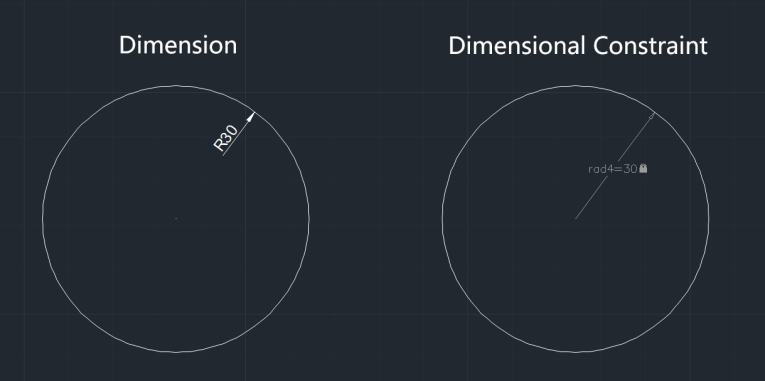 Dimension
Dimensional Constraint
R30
rad4=30